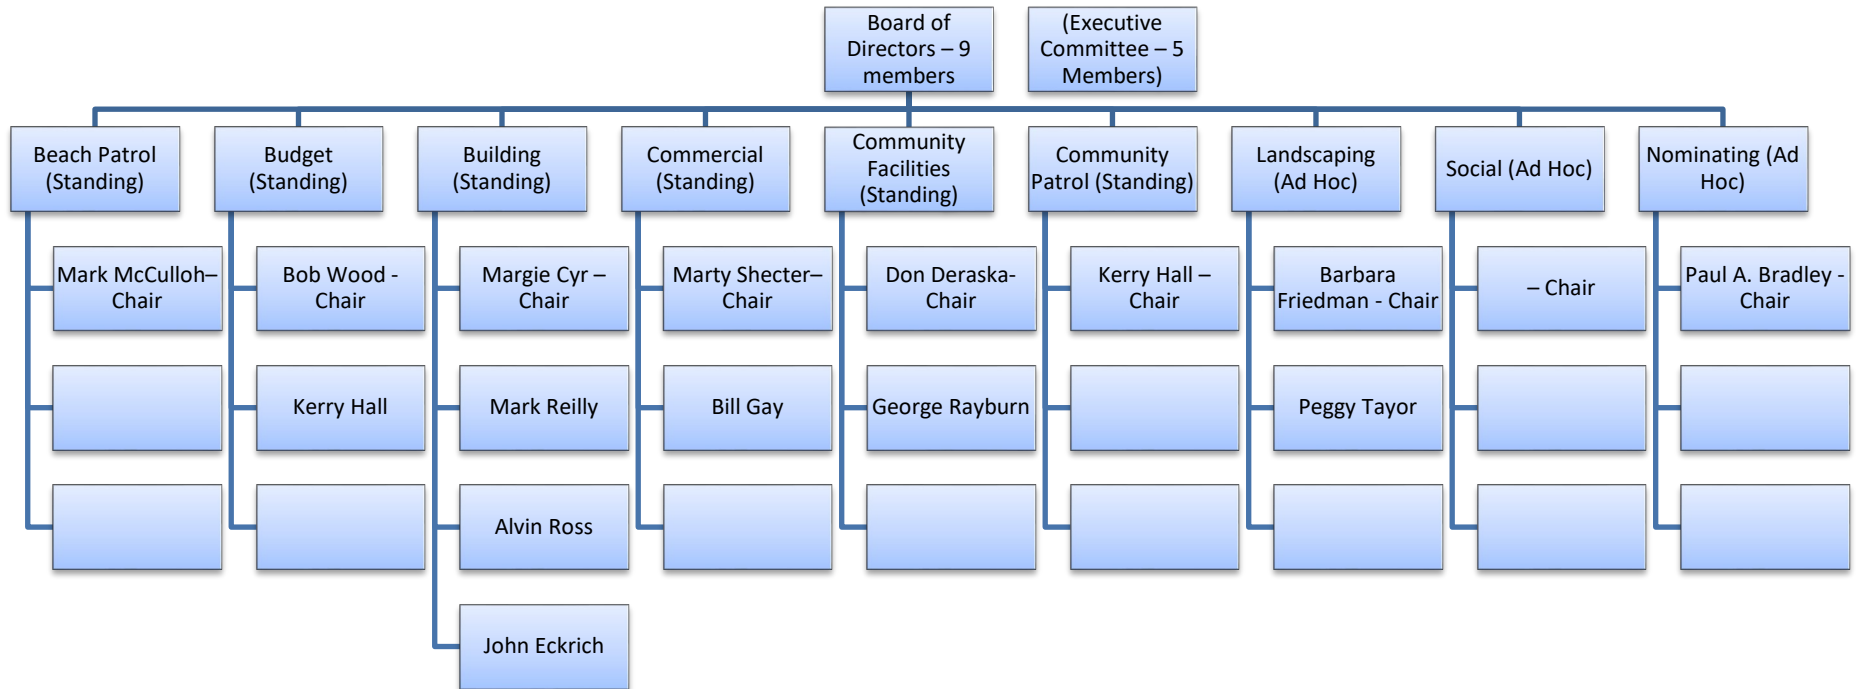 Board of
Directors – 9
members
(Executive
Committee – 5
Members)
Beach Patrol
(Standing)
Budget
(Standing)
Building
(Standing)
Commercial
(Standing)
Community
Facilities
(Standing)
Community
Patrol (Standing)
Landscaping
(Ad Hoc)
Social (Ad Hoc)
Nominating (Ad
Hoc)
Mark McCulloh–
Chair
Bob Wood -
Chair
Margie Cyr –
Chair
Marty Shecter–
Chair
Don Deraska-
Chair
Kerry Hall –
Chair
Barbara
Friedman - Chair
– Chair
Paul A. Bradley -
Chair
Kerry Hall
Mark Reilly
Bill Gay
George Rayburn
Peggy Tayor
Alvin Ross
John Eckrich